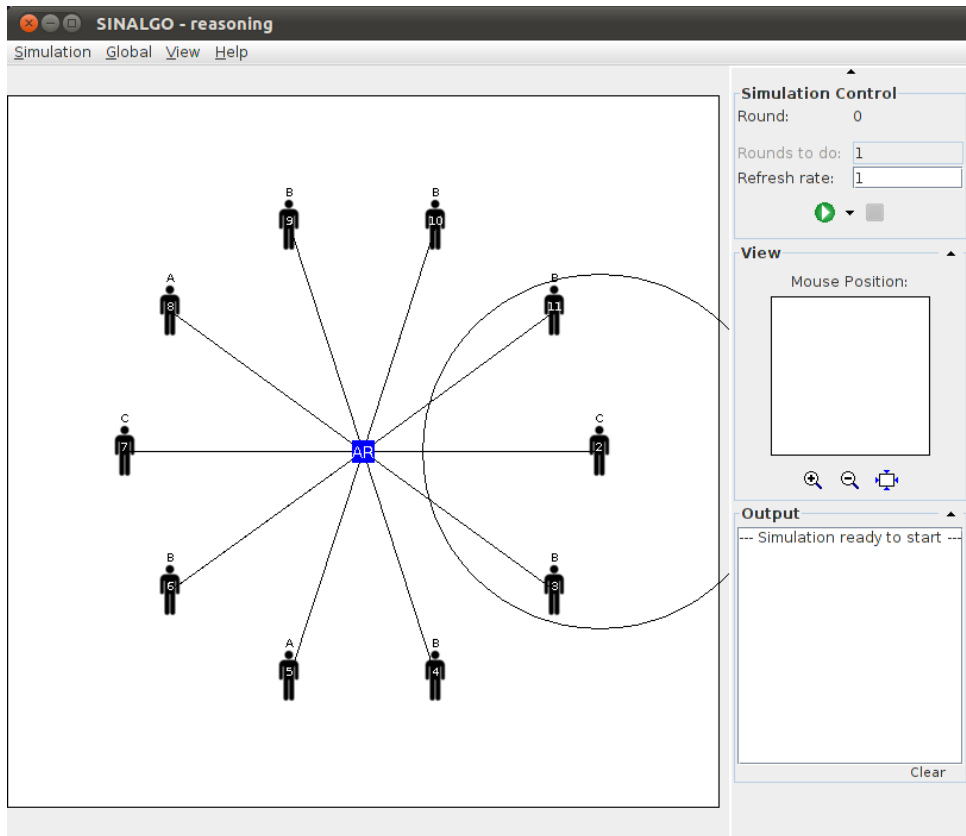 SINALGO - reasoning
Simulation Global View Help
Simulation Control
Round: 0
Rounds to do: 1
Refresh rate: 1
View
Mouse Position:
Output
--- Simulation ready to start ---
Clear
B
9
B
10
A
8
B
11
C
7
AR
C
2
B
6
B
3
A
5
B
4